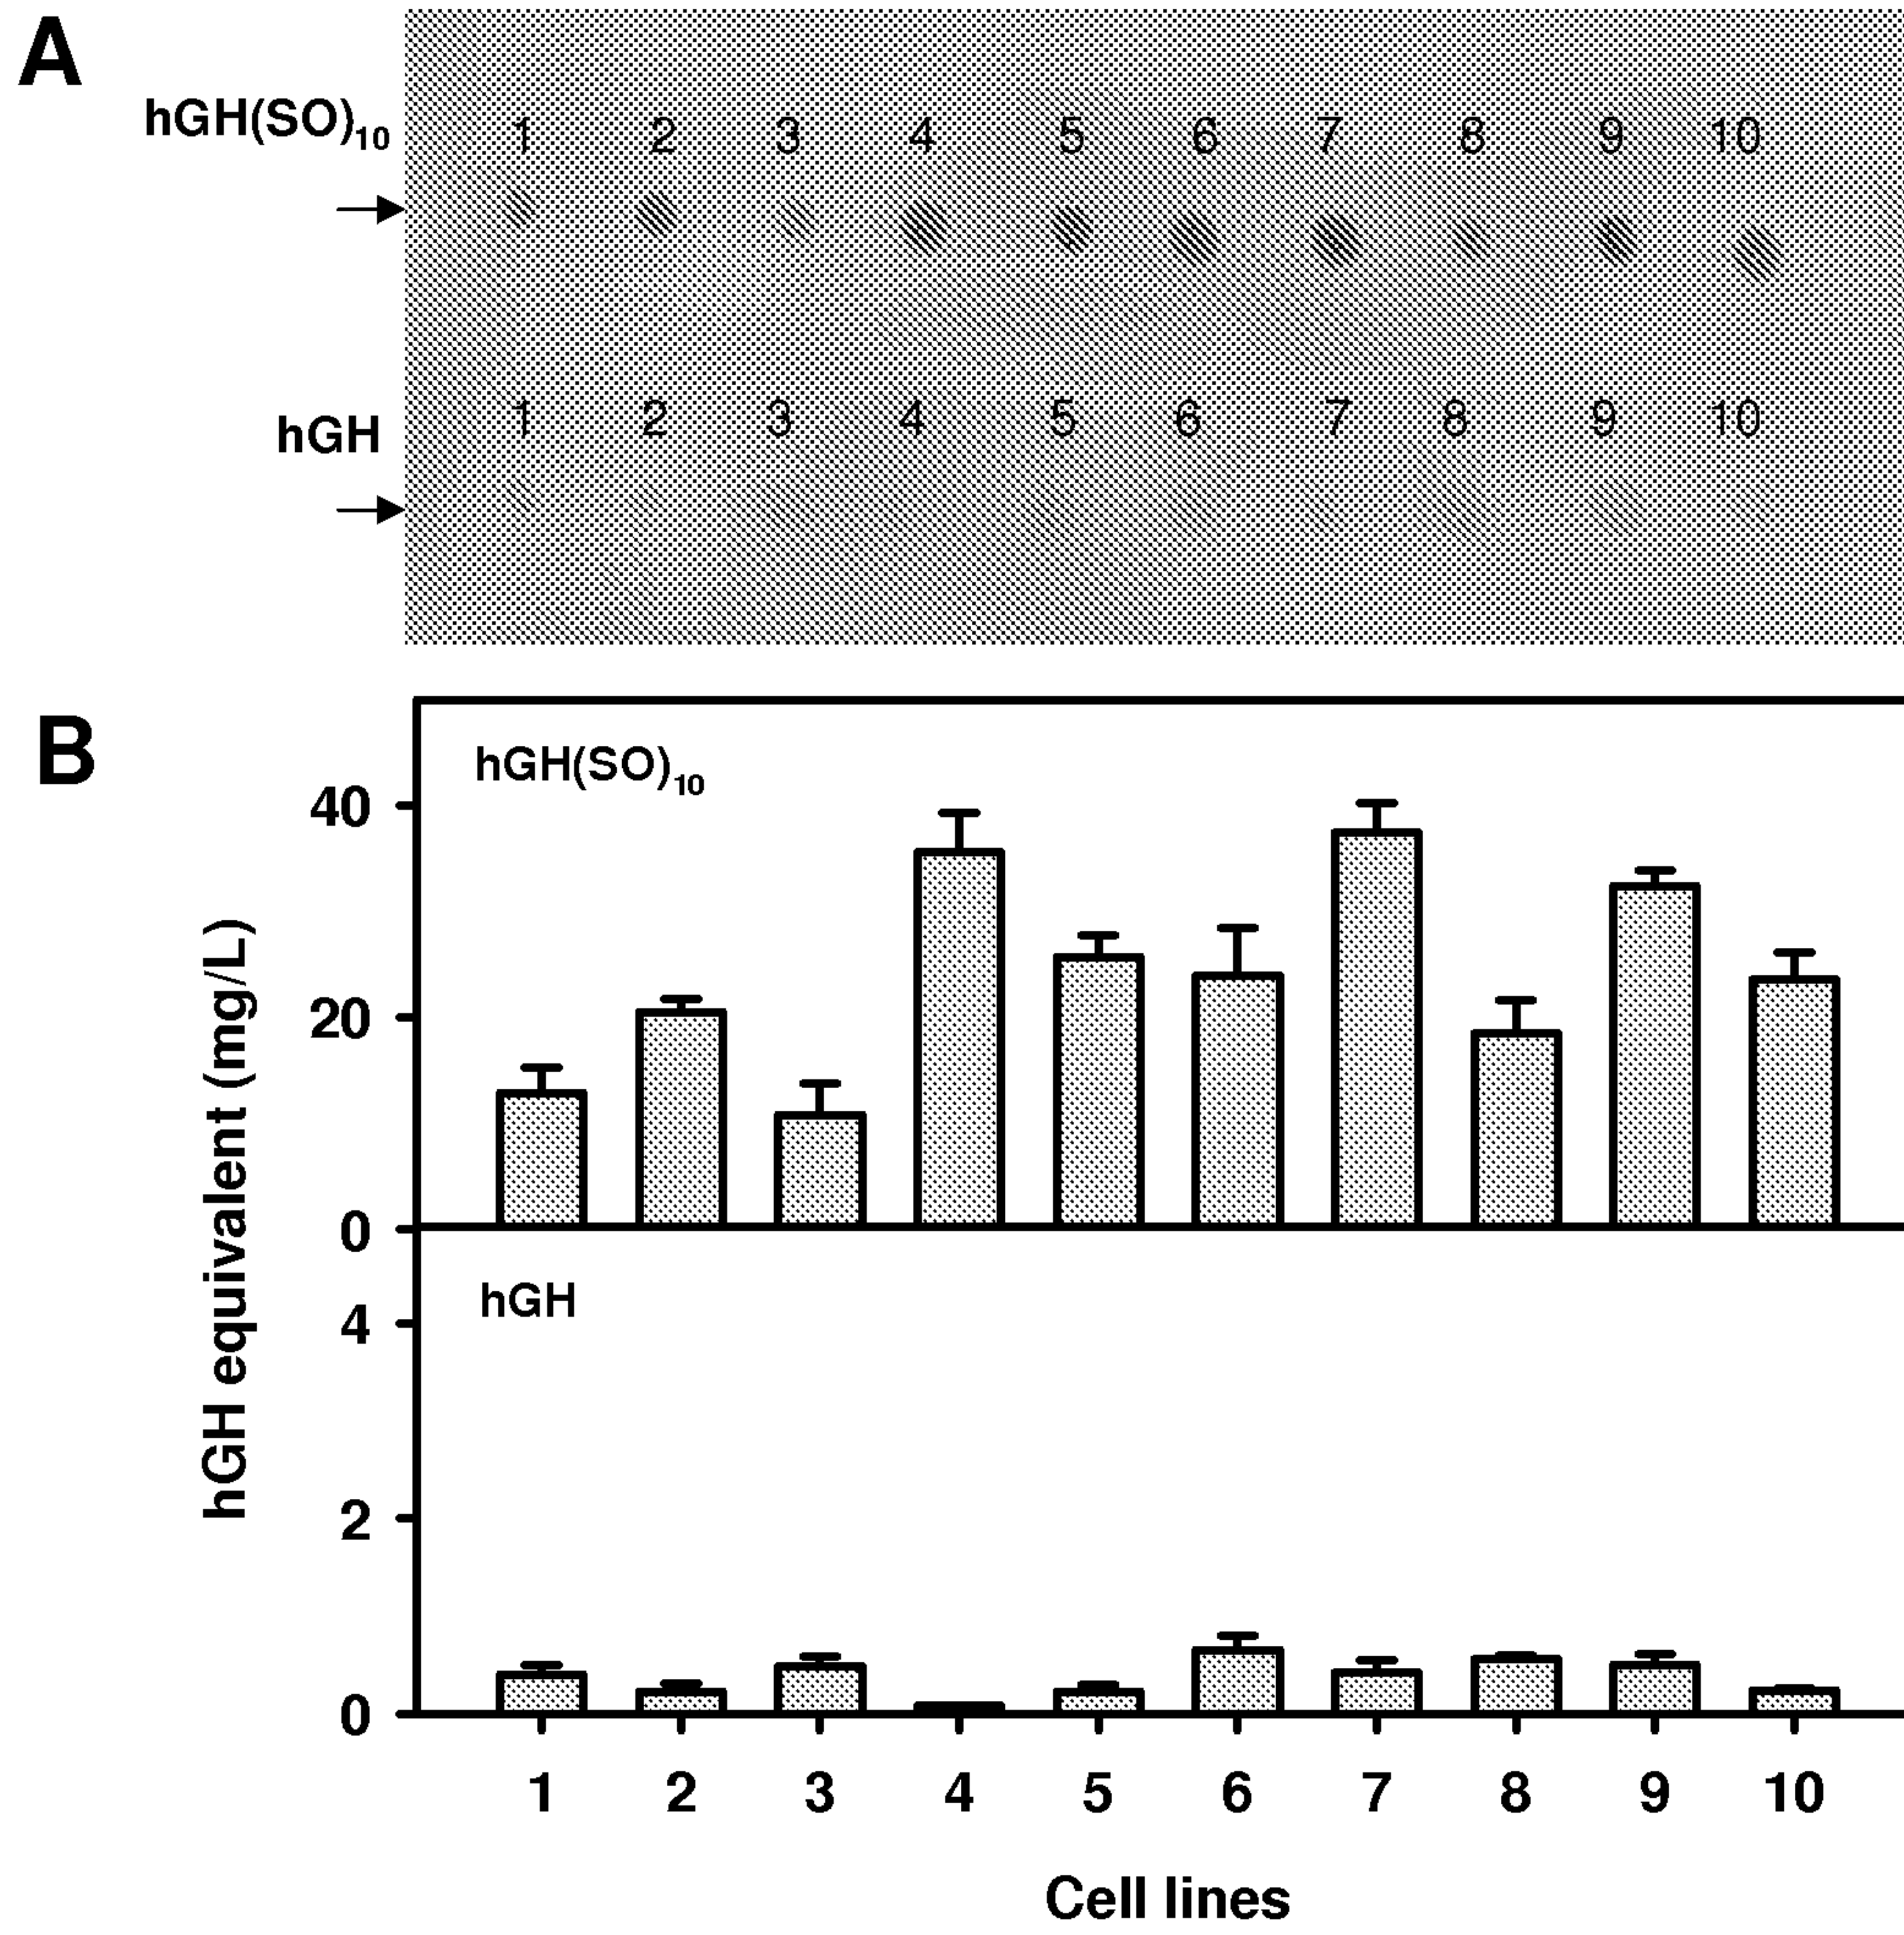 A
hGH(SO)10
1 2 3 4 5 6 7 8 9 10
hGH
1 2 3 4 5 6 7 8 9 10
B
hGH equivalent (mg/L)
hGH(SO)10
40
20
0
hGH
4
2
0
1 2 3 4 5 6 7 8 9 10
Cell lines